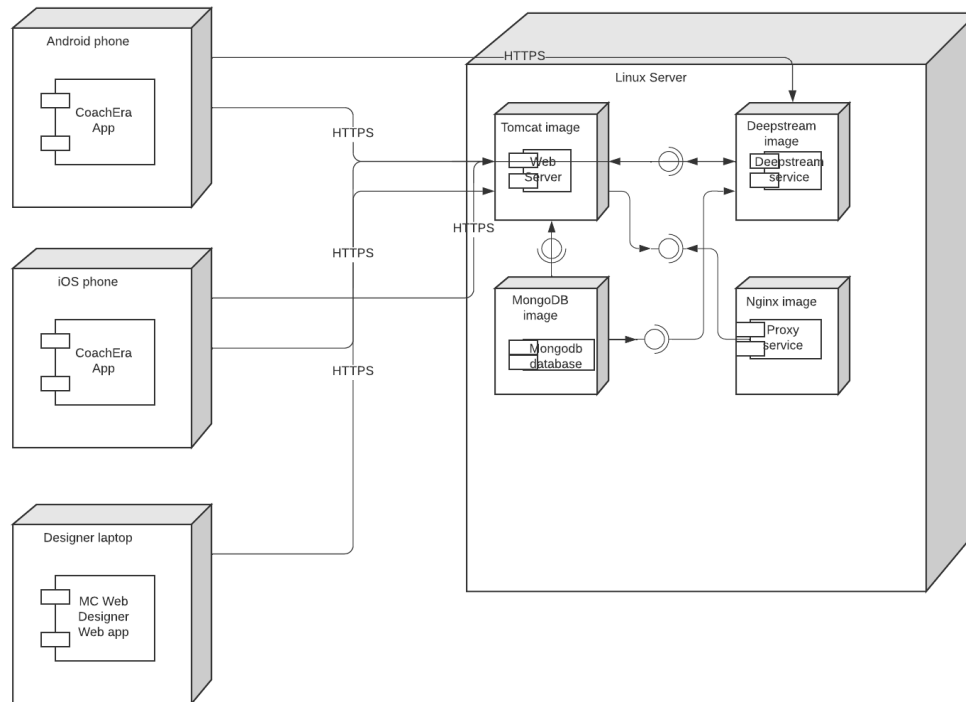 Android phone
CoachEra
App
HTTPS
HTTPS
Linux Server
Tomcat image
Web
Server
Deepstream
image
Deepstream
service
iOS phone
CoachEra
App
HTTPS
HTTPS
HTTPS
MongoDB
image
Mongodb
database
Nginx image
Proxy
service
Designer laptop
MC Web
Designer
Web app